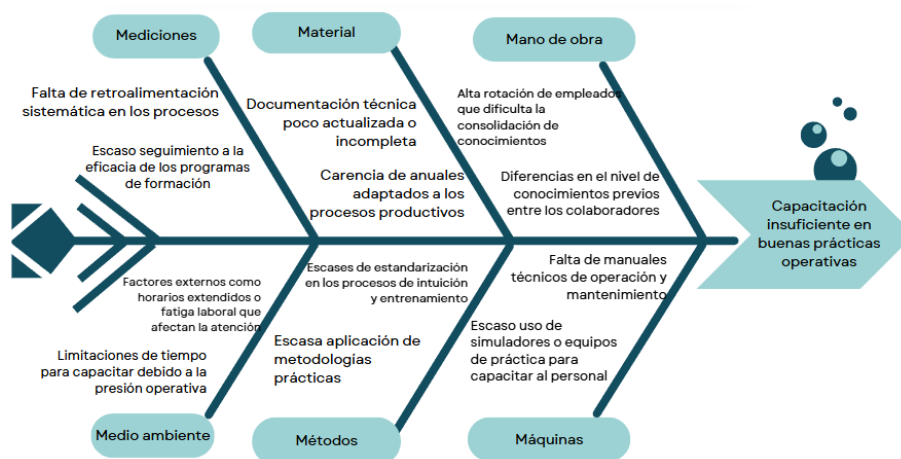 Mediciones
Material
Mano de obra
Falta de retroalimentación
sistemática en los procesos
Escaso seguimiento a la
eficacia de los programas
de formación
Documentación técnica
poco actualizada o
incompleta
Carencia de anuales
adaptados a los
procesos productivos
Alta rotación de empleados
que dificulta la
consolidación de
conocimientos
Diferencias en el nivel de
conocimientos previos
entre los colaboradores
Capacitación
insuficiente en
buenas prácticas
operativas
Factores externos como
horarios extendidos o
fatiga laboral que
afectan la atención
Limitaciones de tiempo
para capacitar debido a la
presión operativa
Escases de estandarización
en los procesos de intuición
y entrenamiento
Escasa aplicación de
metodologías
prácticas
Falta de manuales
técnicos de operación y
mantenimiento
Escaso uso de
simuladores o equipos
de práctica para
capacitar al personal
Medio ambiente
Métodos
Máquinas